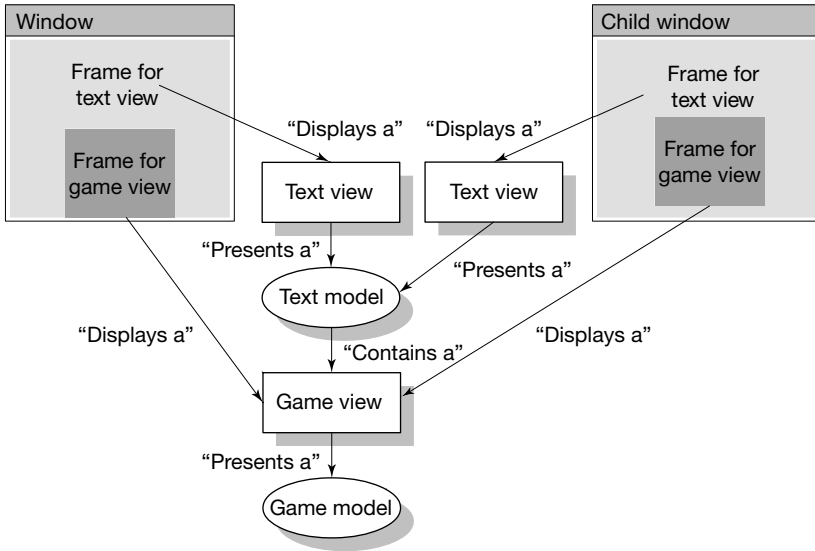 Window
Child window
Frame for
text view
Frame for
text view
“Displays a”
“Displays a”
Frame for
game view
Frame for
game view
Text view
Text view
“Presents a”
“Presents a”
Text model
“Displays a”
“Displays a”
“Contains a”
Game view
“Presents a”
Game model